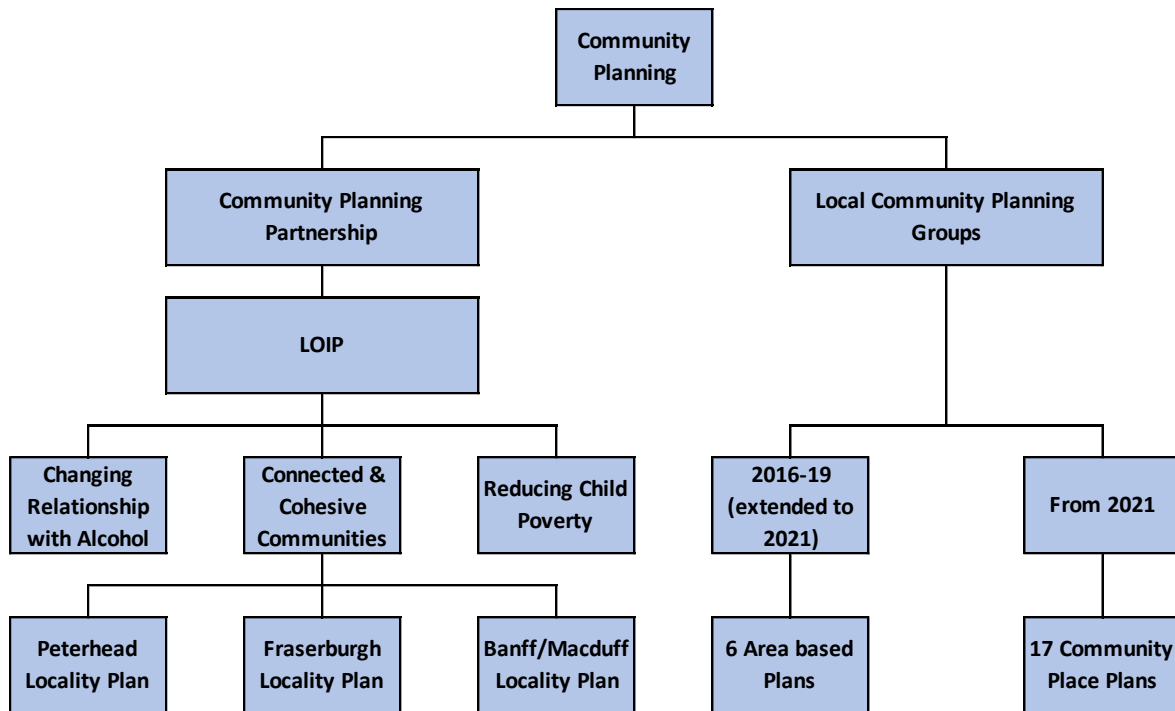 Community
Planning
Community Planning
Partnership
Local Community Planning
Groups
LOIP
Changing
Relationship
with Alcohol
Connected &
Cohesive
Communities
Reducing Child
Poverty
2016-19
(extended to
2021)
From 2021
Peterhead
Locality Plan
Fraserburgh
Locality Plan
Banff/Macduff
Locality Plan
6 Area based
Plans
17 Community
Place Plans